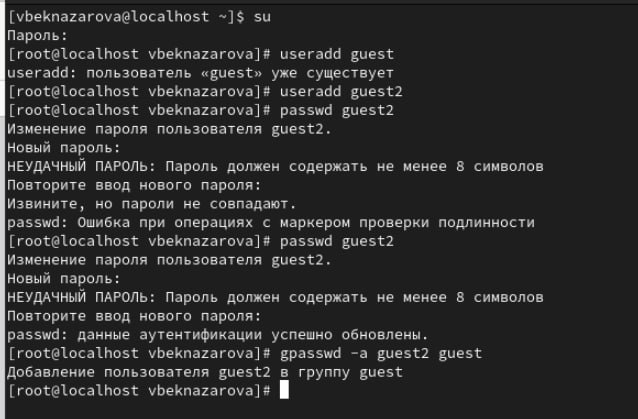 [vbeknazarova@localhost ~]$ su
Пароль:
[root@localhost vbeknazarova]# useradd guest
useradd: пользователь «guest» уже существует
[root@localhost vbeknazarova]# useradd guest2
[root@localhost vbeknazarova]# passwd guest2
Изменение пароля пользователя guest2.
Новый пароль:
НЕУДАЧНЫЙ ПАРОЛЬ: Пароль должен содержать не менее 8 символов
Повторите ввод нового пароля:
Извините, но пароли не совпадают.
passwd: Ошибка при операциях с маркером проверки подлинности
[root@localhost vbeknazarova]# passwd guest2
Изменение пароля пользователя guest2.
Новый пароль:
НЕУДАЧНЫЙ ПАРОЛЬ: Пароль должен содержать не менее 8 символов
Повторите ввод нового пароля:
passwd: данные аутентификации успешно обновлены.
[root@localhost vbeknazarova]# gpasswd -a guest2 guest
Добавление пользователя guest2 в группу guest
[root@localhost vbeknazarova]#